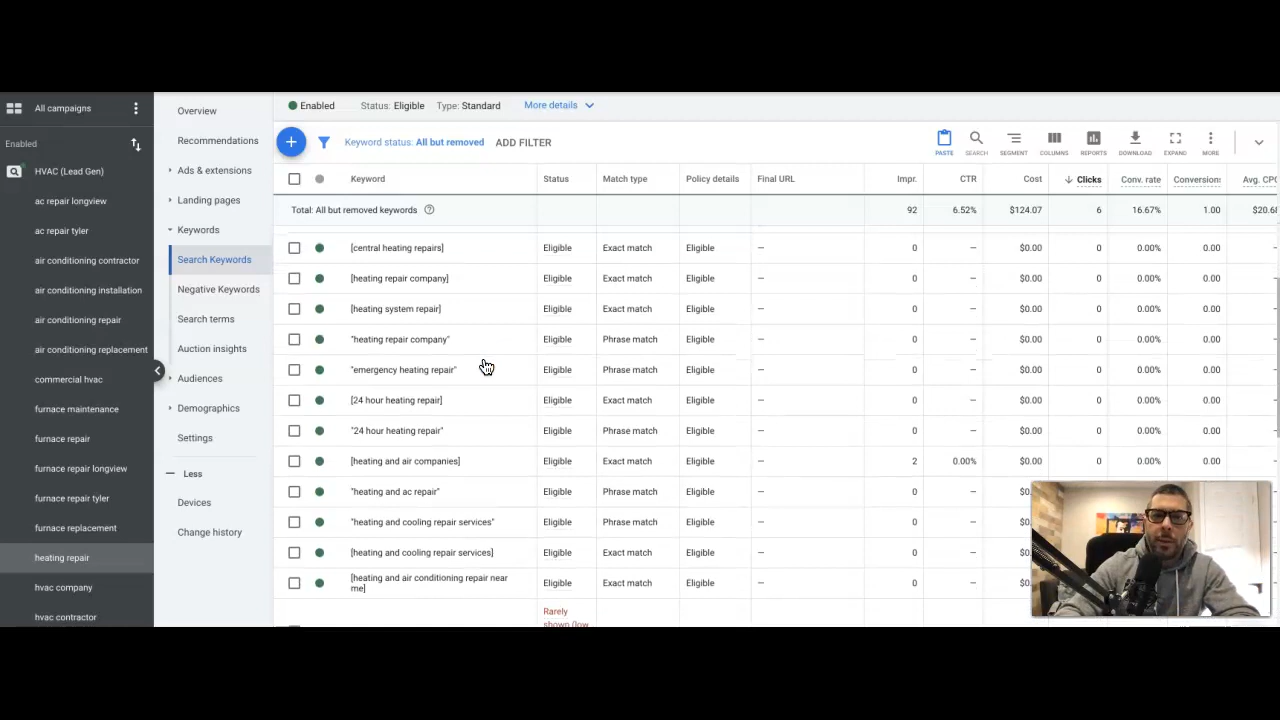 All campaigns
Enabled
HVAC (Lead Gen)
ac repair longview
ac repair tyler
air conditioning contractor
air conditioning installation
air conditioning repair
air conditioning replacement
commercial hvac
furnace maintenance
furnace repair
furnace repair longview
furnace repair tyler
furnace replacement
heating repair
hvac company
hvac contractor
Overview
Recommendations
Ads & extensions
Landing pages
Keywords
Search Keywords
Negative Keywords
Search terms
Auction insights
Audiences
Demographics
Settings
Less
Devices
Change history
Enabled Status: Eligible Type: Standard More details
Keyword status: All but removed ADD FILTER
PASTE SEARCH SEGMENT COLUMNS REPORTS DOWNLOAD EXPAND MORE
Keyword Status Match type Policy details Final URL Impr. CTR Cost Clicks Conv. rate Conversions Avg. CPC
Total: All but removed keywords 92 6.52% $124.07 6 16.67% 1.00 $20.68
[central heating repairs] Eligible Exact match Eligible — 0 — $0.00 0 0.00% 0.00 —
[heating repair company] Eligible Exact match Eligible — 0 — $0.00 0 0.00% 0.00 —
[heating system repair] Eligible Exact match Eligible — 0 — $0.00 0 0.00% 0.00 —
"heating repair company" Eligible Phrase match Eligible — 0 — $0.00 0 0.00% 0.00 —
"emergency heating repair" Eligible Phrase match Eligible — 0 — $0.00 0 0.00% 0.00 —
[24 hour heating repair] Eligible Exact match Eligible — 0 — $0.00 0 0.00% 0.00 —
"24 hour heating repair" Eligible Phrase match Eligible — 0 — $0.00 0 0.00% 0.00 —
[heating and air companies] Eligible Exact match Eligible — 2 0.00% $0.00 0 0.00% 0.00 —
"heating and ac repair" Eligible Phrase match Eligible — 0 — $0.
"heating and cooling repair services" Eligible Phrase match Eligible — 0 — $0.
[heating and cooling repair services] Eligible Exact match Eligible — 0 — $0.
[heating and air conditioning repair near
me] Eligible Exact match Eligible — 0 — $0.
Rarely
shown (low